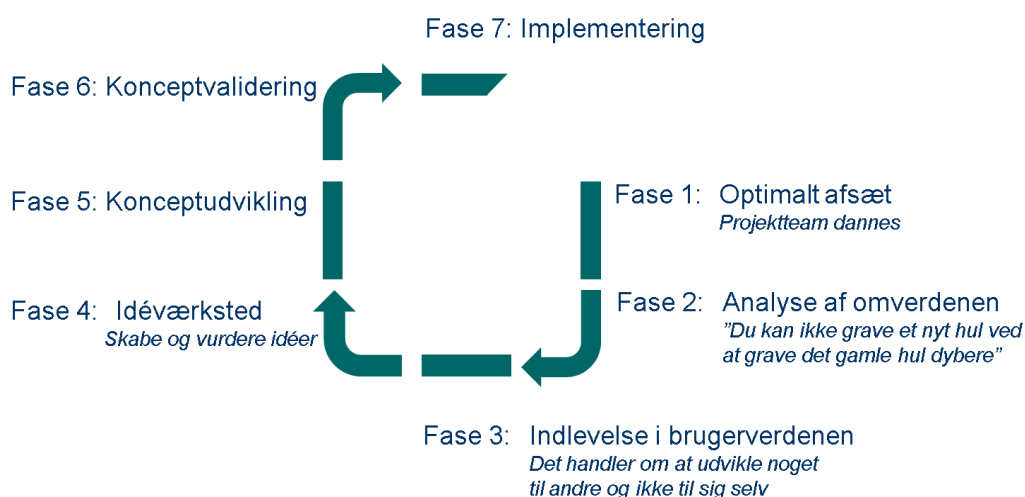 Fase 7: Implementering
Fase 6: Konceptvalidering
Fase 5: Konceptudvikling
Fase 1: Optimalt afsæt
Projektteam dannes
Fase 4: Idéværksted
Skabe og vurdere idéer
Fase 2: Analyse af omverdenen
”Du kan ikke grave et nyt hul ved
at grave det gamle hul dybere”
Fase 3: Indlevelse i brugerverdenen
Det handler om at udvikle noget
til andre og ikke til sig selv